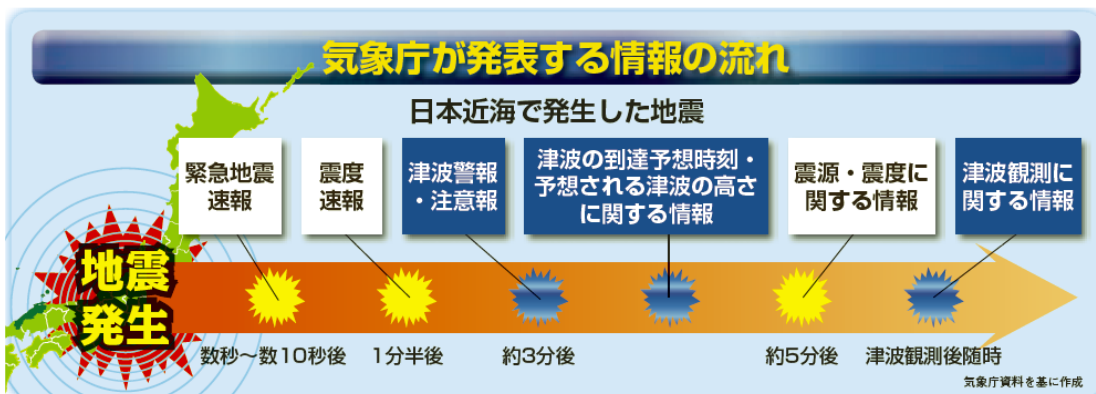 気象庁が発表する情報の流れ
日本近海で発生した地震
緊急地震
速報
震度
速報
津波警報
・注意報
津波の到達予想時刻・
予想される津波の高さ
に関する情報
震源・震度に
関する情報
津波観測に
関する情報
地震
発生
数秒～数10秒後
1分半後
約3分後
約5分後
津波観測後随時
気象庁資料を基に作成